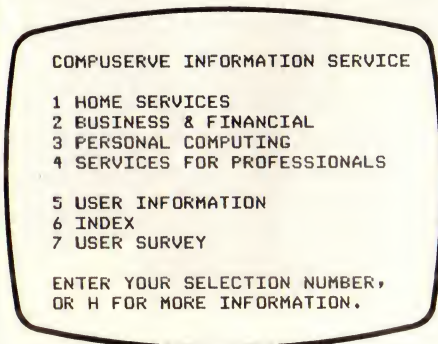 COMPUSERVE INFORMATION SERVICE
1 HOME SERVICES
2 BUSINESS & FINANCIAL
3 PERSONAL COMPUTING
4 SERVICES FOR PROFESSIONALS
5 USER INFORMATION
6 INDEX
7 USER SURVEY
ENTER YOUR SELECTION NUMBER,
OR H FOR MORE INFORMATION.